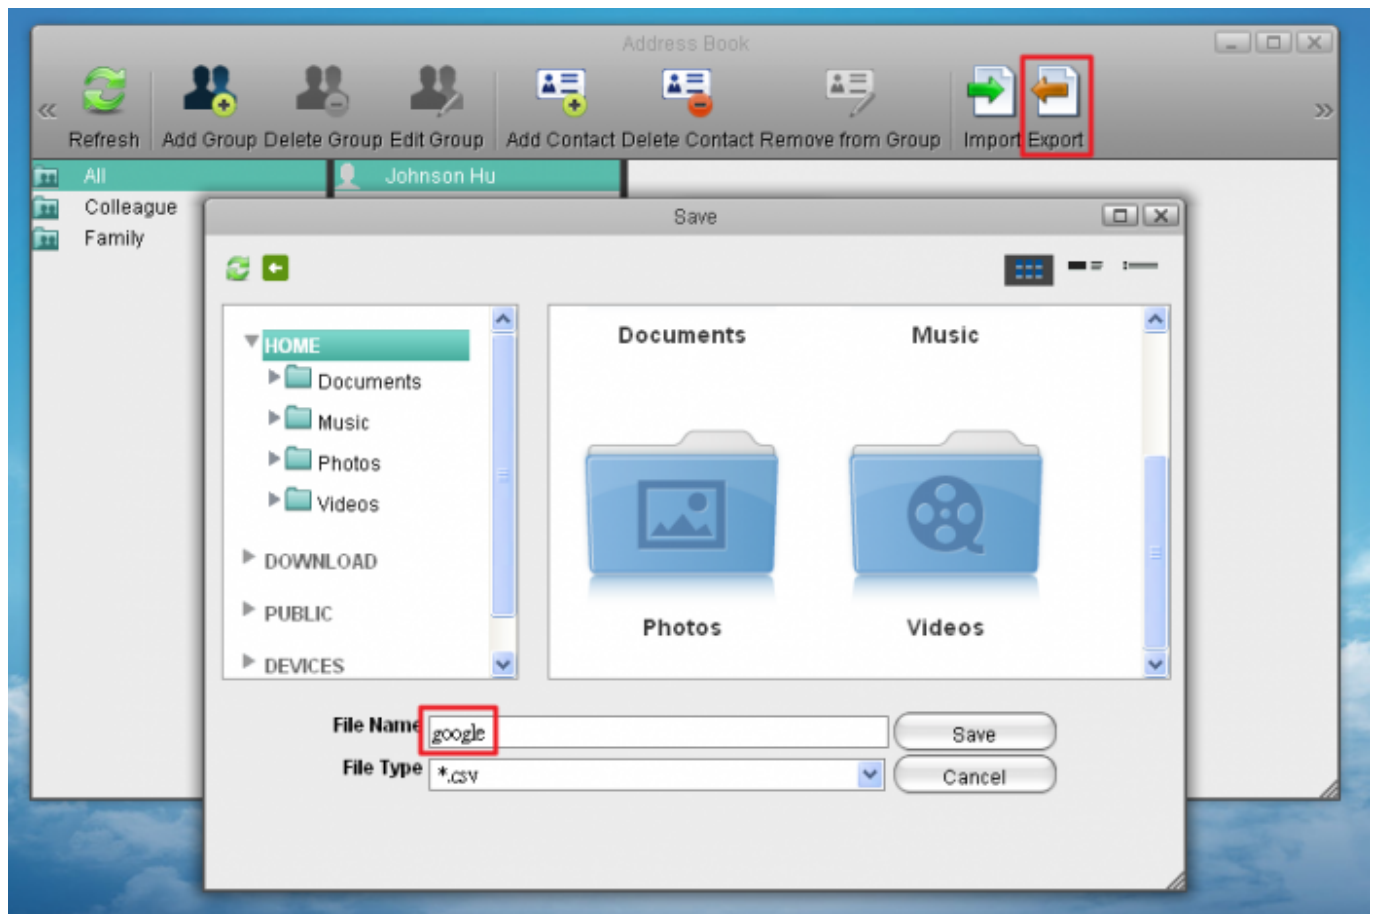 Address Book
Refresh Add Group Delete Group Edit Group Add Contact Delete Contact Remove from Group Import Export
All
Johnson Hu
Colleague
Family
Save
HOME
Documents
Music
Photos
Videos
DOWNLOAD
PUBLIC
DEVICES
Documents Music
Photos Videos
File Name google Save
File Type *.csv Cancel